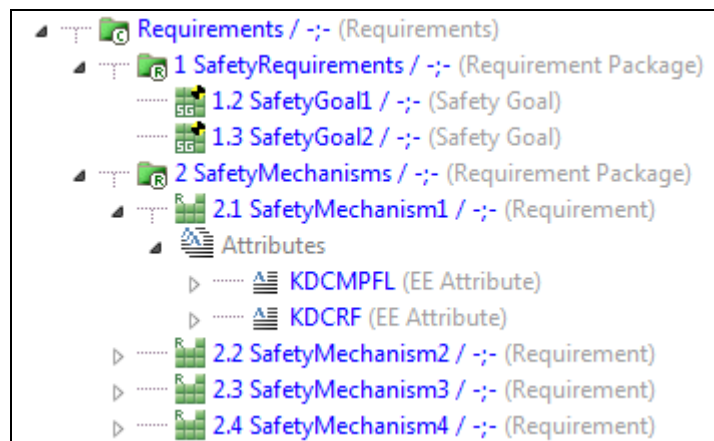 Requirements / -;- (Requirements)
1 SafetyRequirements / -;- (Requirement Package)
1.2 SafetyGoal1 / -;- (Safety Goal)
1.3 SafetyGoal2 / -;- (Safety Goal)
2 SafetyMechanisms / -;- (Requirement Package)
2.1 SafetyMechanism1 / -;- (Requirement)
Attributes
KDCMPFL (EE Attribute)
KDCRF (EE Attribute)
2.2 SafetyMechanism2 / -;- (Requirement)
2.3 SafetyMechanism3 / -;- (Requirement)
2.4 SafetyMechanism4 / -;- (Requirement)